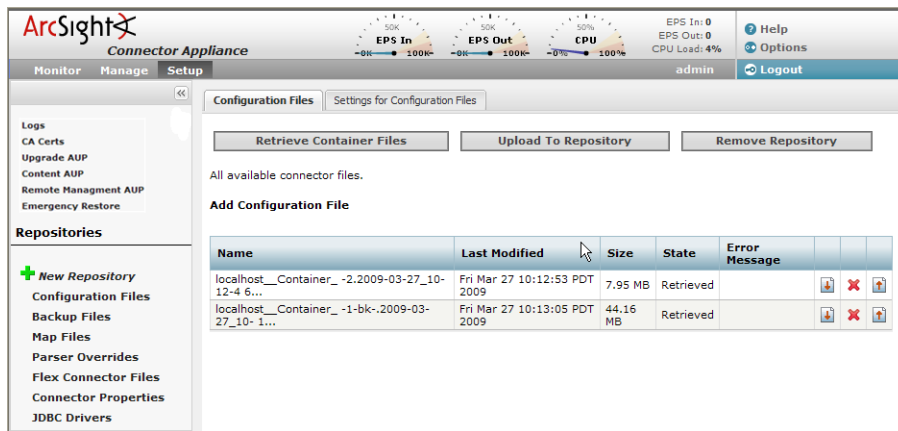 ArcSight
Connector Appliance
50K
EPS In
0K 100K
50K
EPS Out
0K 100K
50%
CPU
0% 100%
EPS In: 0
EPS Out: 0
CPU Load: 4%
Help
Options
Monitor Manage Setup
admin
Logout
Configuration Files
Settings for Configuration Files
Logs
CA Certs
Upgrade AUP
Content AUP
Remote Managment AUP
Emergency Restore
Repositories
New Repository
Configuration Files
Backup Files
Map Files
Parser Overrides
Flex Connector Files
Connector Properties
JDBC Drivers
Retrieve Container Files
Upload To Repository
Remove Repository
All available connector files.
Add Configuration File
Name Last Modified Size State Error Message
localhost__Container_ -2.2009-03-27_10-
12-4 6...
Fri Mar 27 10:12:53 PDT
2009
7.95 MB
Retrieved
localhost__Container_ -1-bk-.2009-03-
27_10- 1...
Fri Mar 27 10:13:05 PDT
2009
44.16
MB
Retrieved